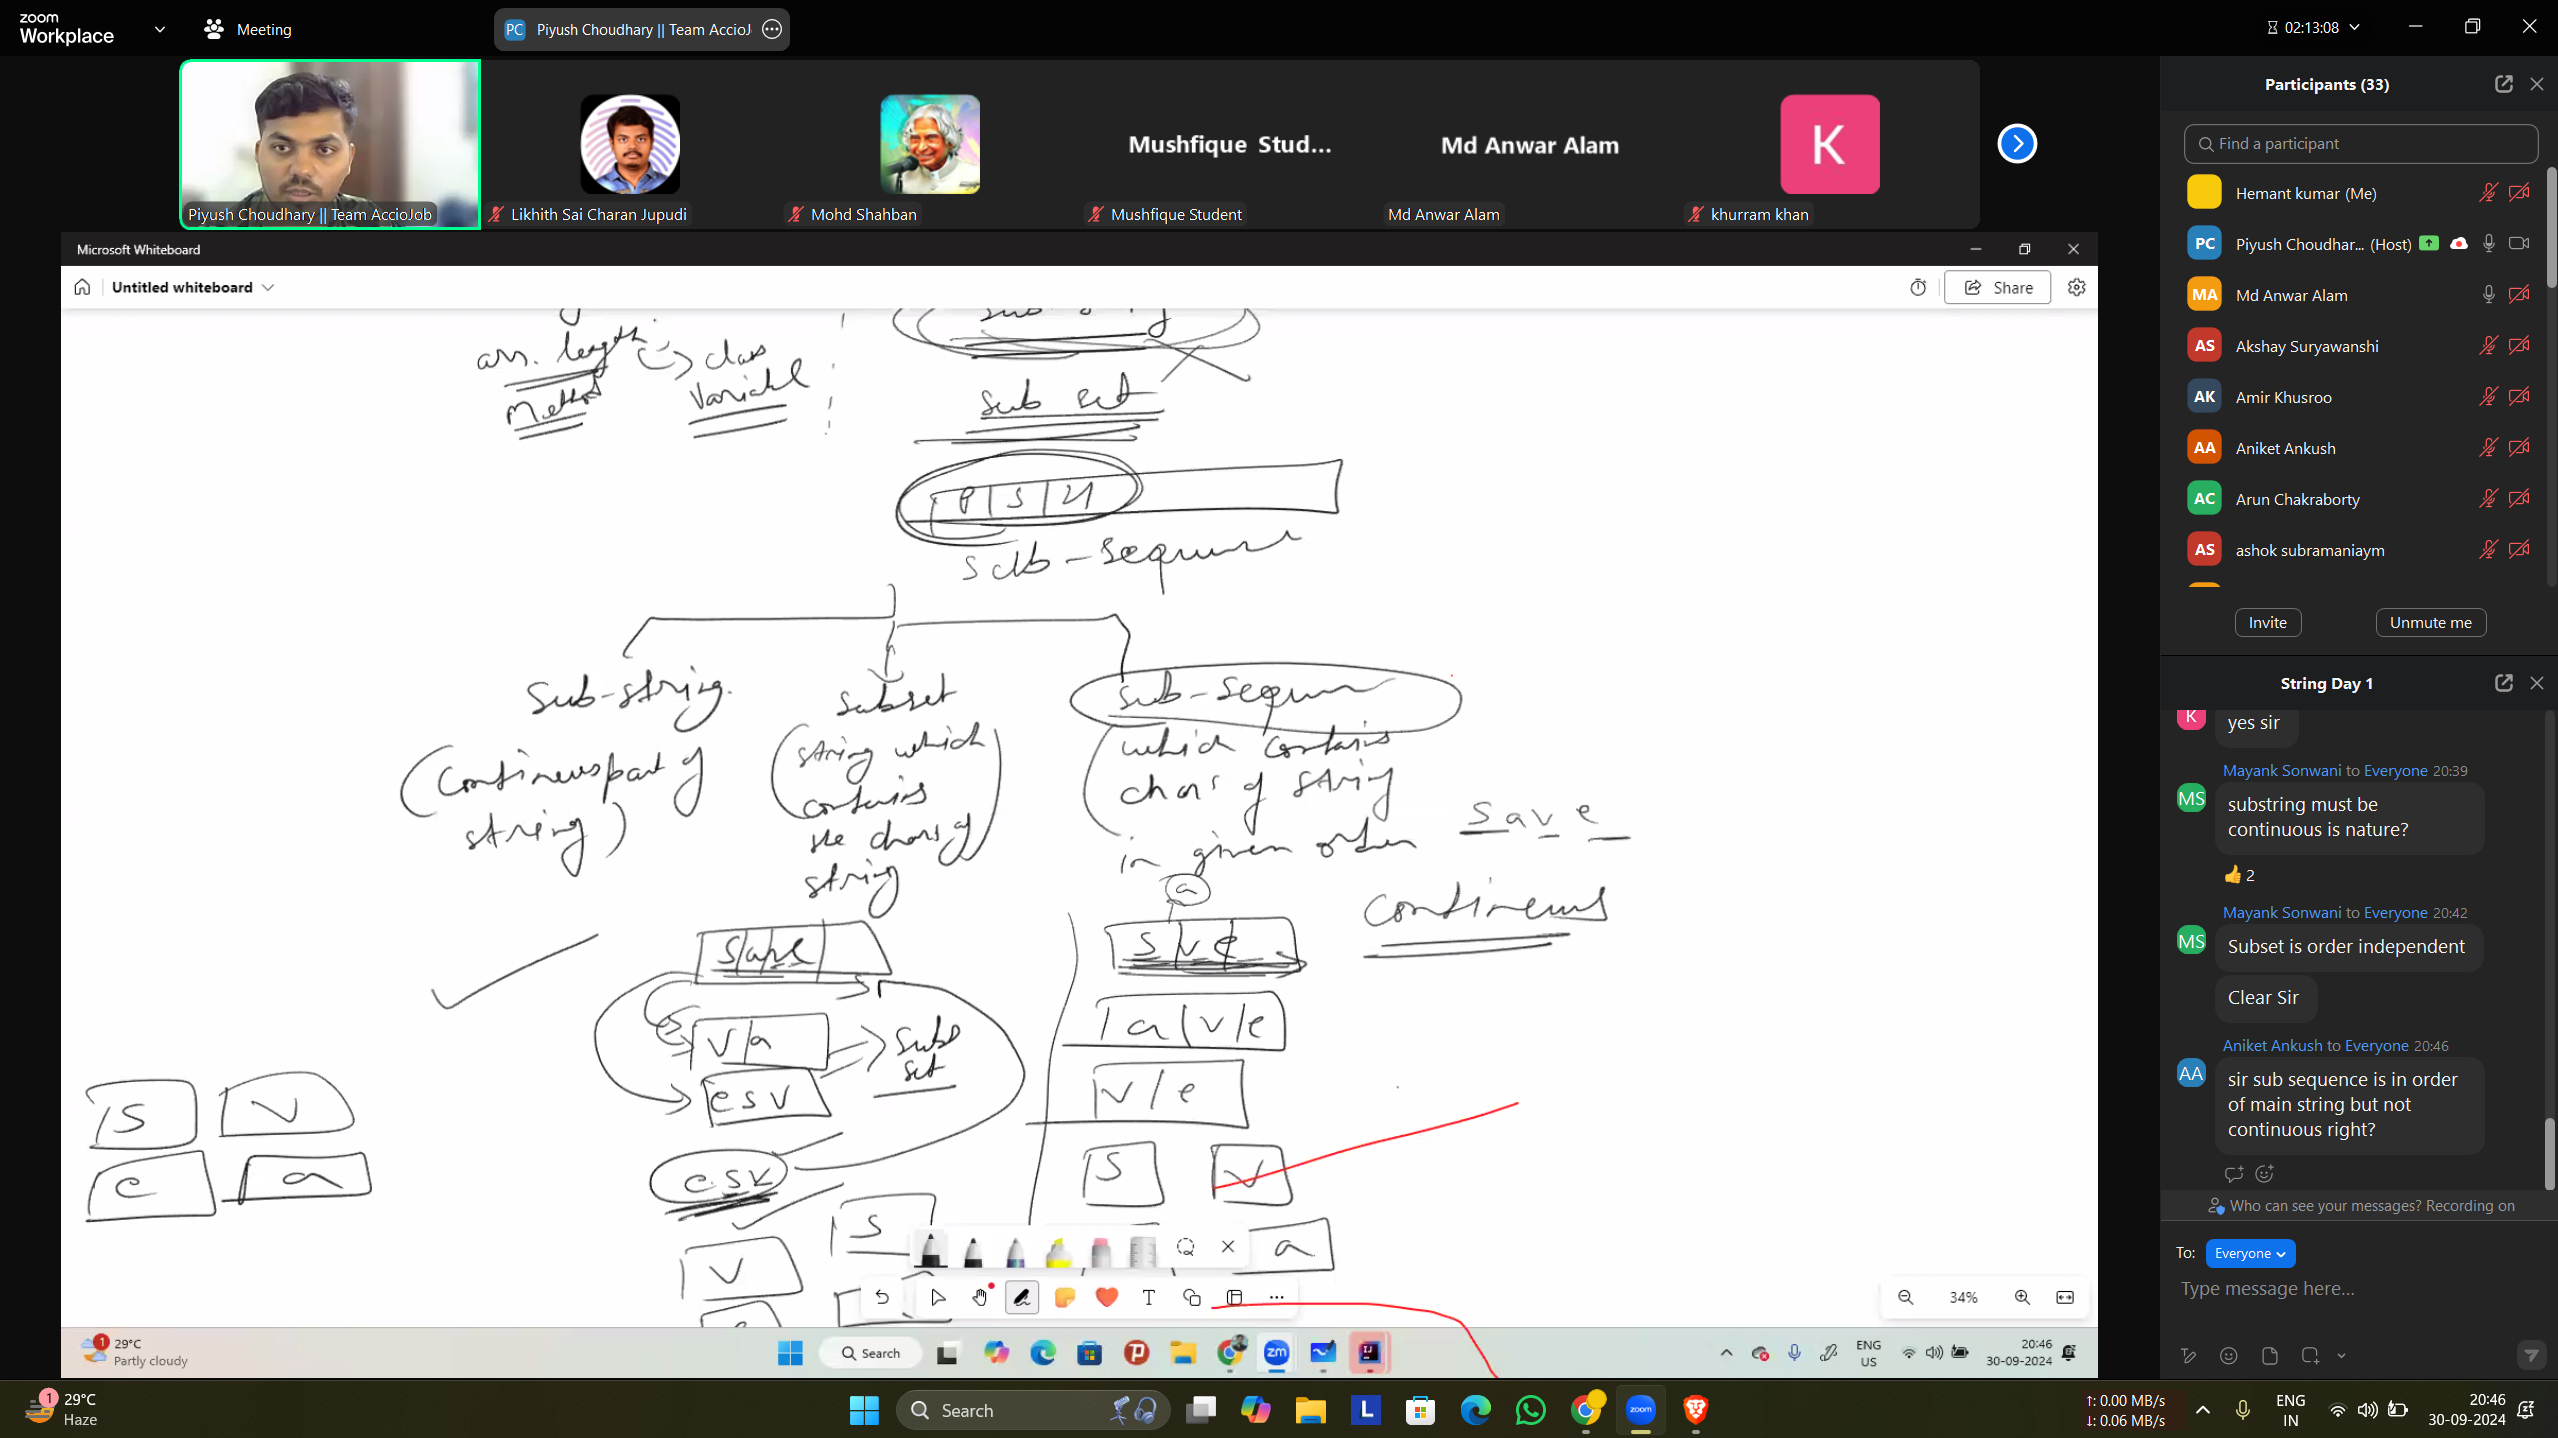 zoom
Workplace
Meeting
PC Piyush Choudhary || Team AccioJ
02:13:08
Piyush Choudhary || Team AccioJob
Likhith Sai Charan Jupudi
Mohd Shahban
Mushfique Stud...
Mushfique Student
Md Anwar Alam
Md Anwar Alam
K
khurram khan
Participants (33)
Find a participant
Hemant kumar (Me)
PC Piyush Choudhar... (Host)
MA Md Anwar Alam
AS Akshay Suryawanshi
AK Amir Khusroo
AA Aniket Ankush
AC Arun Chakraborty
AS ashok subramaniaym
Invite Unmute me
Microsoft Whiteboard
Untitled whiteboard
Share
arr. length
Method
class
Variabl
Sub set
P S U
Sub-sequence
Sub-string.
(Contineus part of
string)
Subset
(string which
contains
the chars of
string)
Sub-sequen
(which contains
chars of string
in given order
save
a
contineus
s v e
a v e
v e
S V
a
save
v a
e s v
Sub
set
e s v
S
V
S V
e a
34%
29°C
Partly cloudy
Search
ENG
US
20:46
30-09-2024
String Day 1
K yes sir
Mayank Sonwani to Everyone 20:39
MS substring must be
continuous is nature?
2
Mayank Sonwani to Everyone 20:42
MS Subset is order independent
Clear Sir
Aniket Ankush to Everyone 20:46
AA sir sub sequence is in order
of main string but not
continuous right?
Who can see your messages? Recording on
To: Everyone
Type message here...
1
29°C
Haze
Search
zoom
↑: 0.00 MB/s
↓: 0.06 MB/s
ENG
IN
20:46
30-09-2024